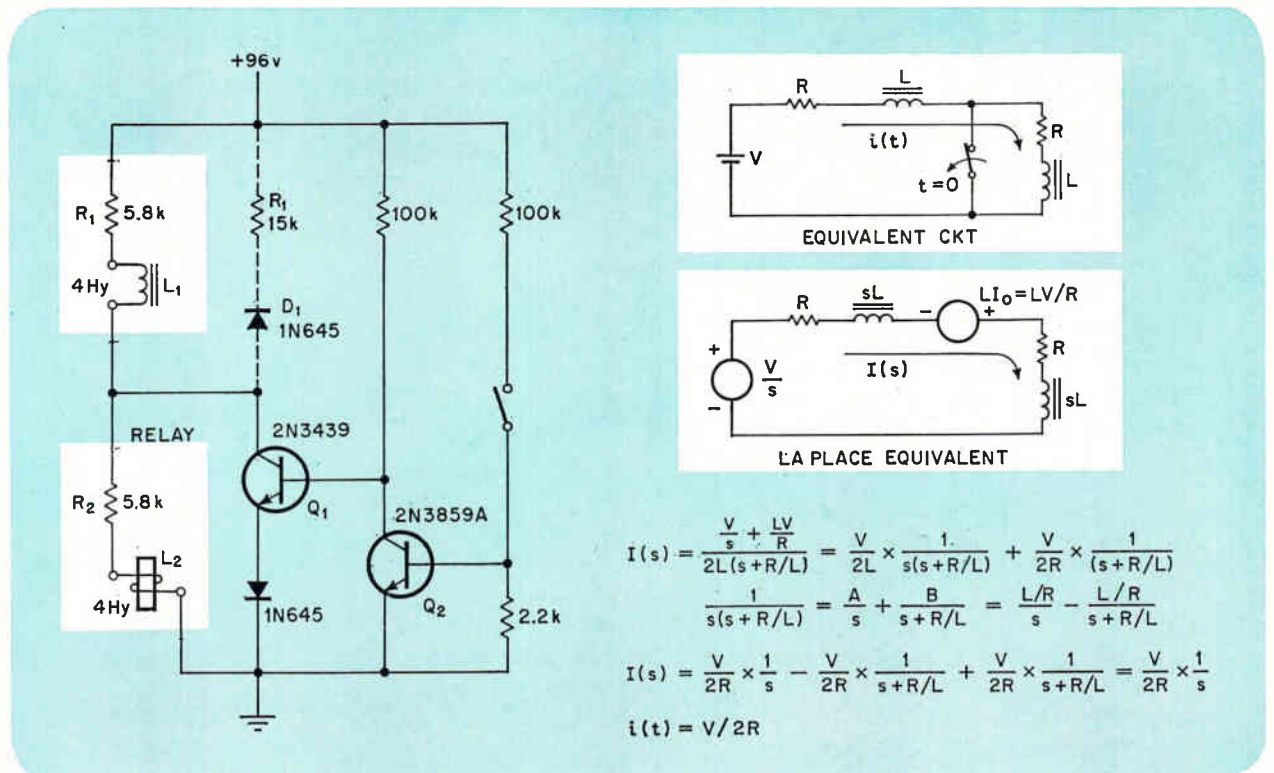 +96v
R₁ 5.8k
4Hy L₁
R₁
15k
D₁
1N645
100k
100k
RELAY
2N3439
Q₁
R₂ 5.8k
L₂
4Hy
1N645
2N3859A
Q₂
2.2k
R
L
i(t)
V
t=0
R
L
EQUIVALENT CKT
R
sL
LI₀=LV/R
- +
+
V/s
-
I(s)
R
sL
LA PLACE EQUIVALENT
I(s) = (V/s + LV/R)/(2L(s+R/L)) = V/2L × 1/(s(s+R/L)) + V/2R × 1/(s+R/L)
1/(s(s+R/L)) = A/s + B/(s+R/L) = (L/R)/s - (L/R)/(s+R/L)
I(s) = V/2R × 1/s - V/2R × 1/(s+R/L) + V/2R × 1/(s+R/L) = V/2R × 1/s
i(t) = V/2R